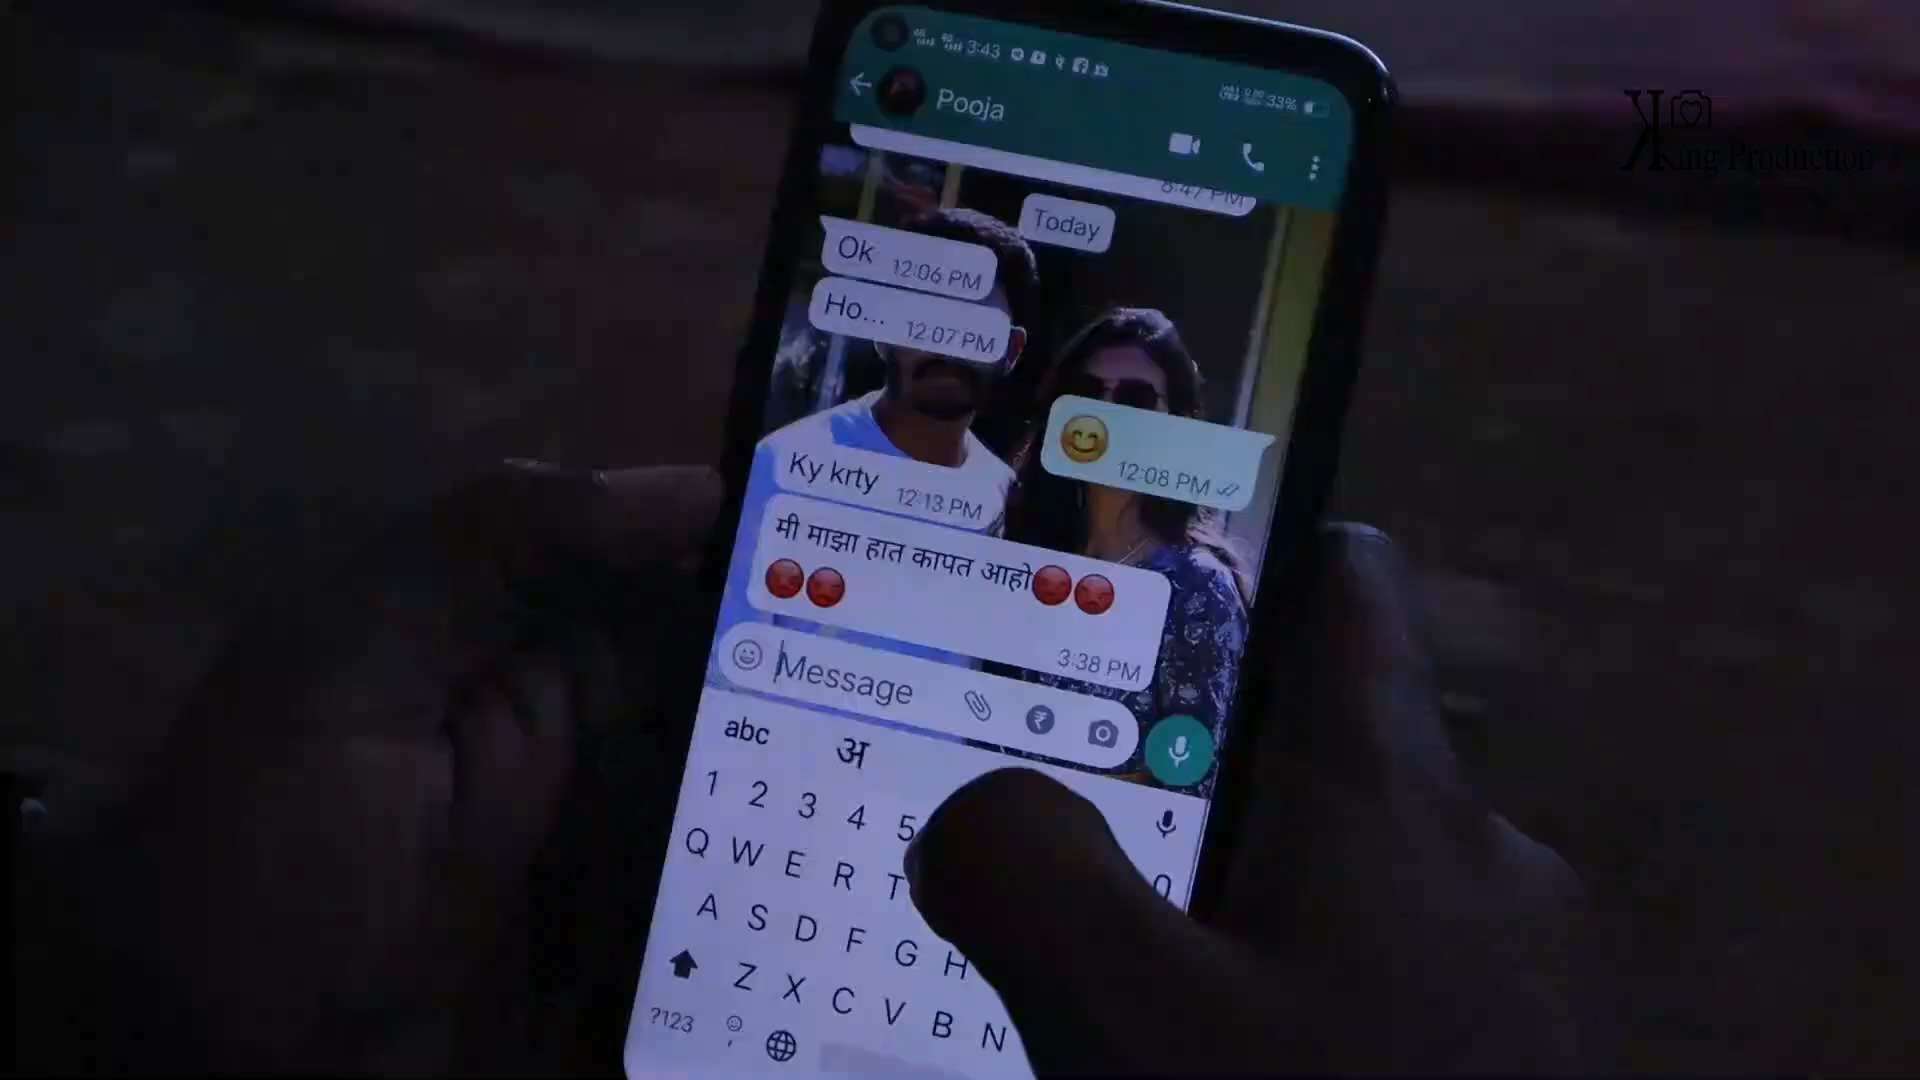 3:43
33%
Pooja
8:47 PM
Today
Ok 12:06 PM
Ho... 12:07 PM
😊 12:08 PM
Ky krty 12:13 PM
मी माझा हात कापत आहो😡😡
😡😡
3:38 PM
Message
abc अ
1 2 3 4 5 0
Q W E R T
A S D F G H
Z X C V B N
?123 ,
King Production